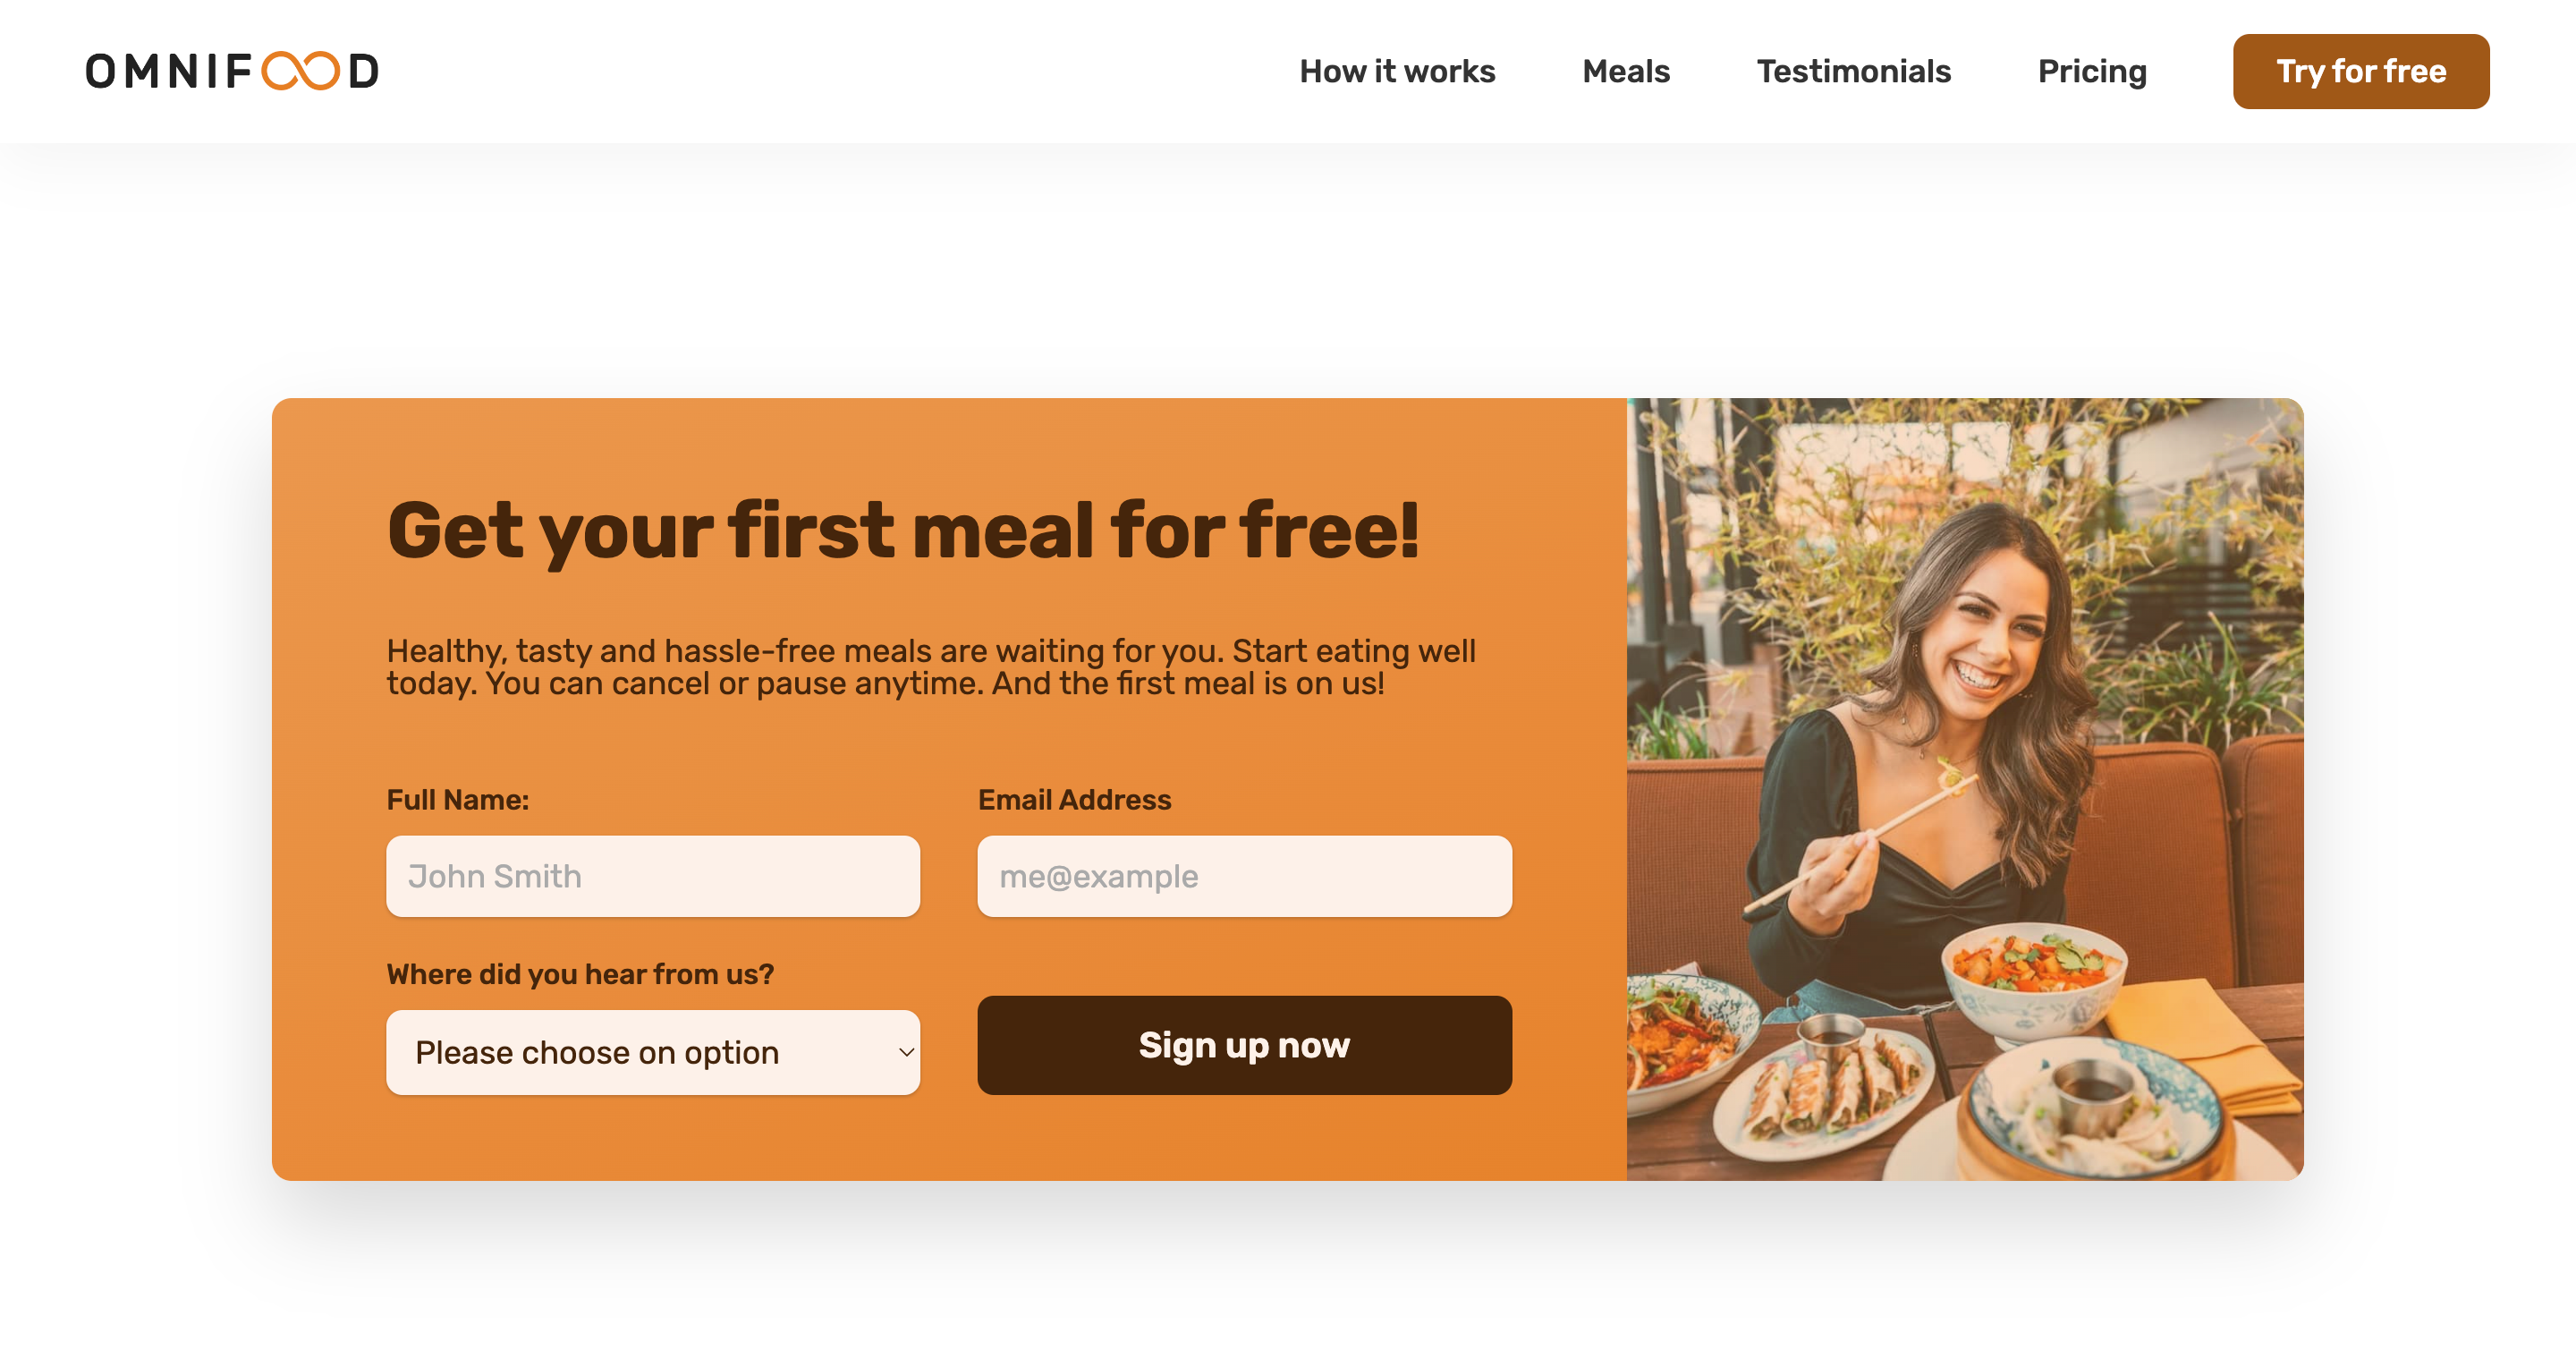 OMNIFOOD
How it works
Meals
Testimonials
Pricing
Try for free
Get your first meal for free!
Healthy, tasty and hassle-free meals are waiting for you. Start eating well
today. You can cancel or pause anytime. And the first meal is on us!
Full Name:
Email Address
John Smith
me@example
Where did you hear from us?
Please choose on option
Sign up now